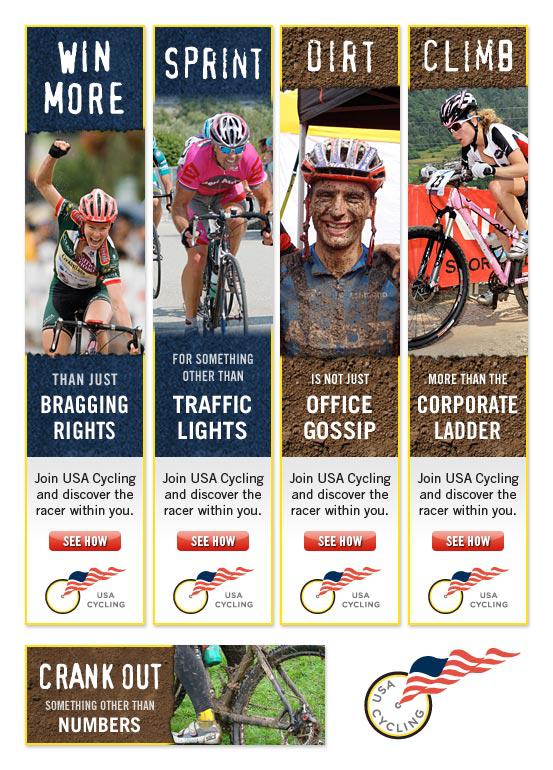 WIN
MORE
THAN JUST
BRAGGING
RIGHTS
Join USA Cycling
and discover the
racer within you.
SEE HOW
USA
CYCLING
SPRINT
FOR SOMETHING
OTHER THAN
TRAFFIC
LIGHTS
Join USA Cycling
and discover the
racer within you.
SEE HOW
USA
CYCLING
DIRT
IS NOT JUST
OFFICE
GOSSIP
Join USA Cycling
and discover the
racer within you.
SEE HOW
USA
CYCLING
CLIMB
MORE THAN THE
CORPORATE
LADDER
Join USA Cycling
and discover the
racer within you.
SEE HOW
USA
CYCLING
CRANK OUT
SOMETHING OTHER THAN
NUMBERS
USA
CYCLING